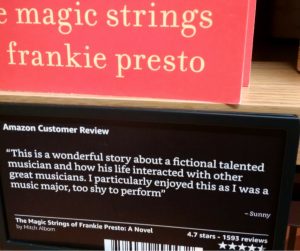 e magic strings
frankie presto
Amazon Customer Review
"This is a wonderful story about a fictional talented
musician and how his life interacted with other
great musicians. I particularly enjoyed this as I was a
music major, too shy to perform"
- Sunny
The Magic Strings of Frankie Presto: A Novel
by Mitch Albom
4.7 stars - 1593 reviews